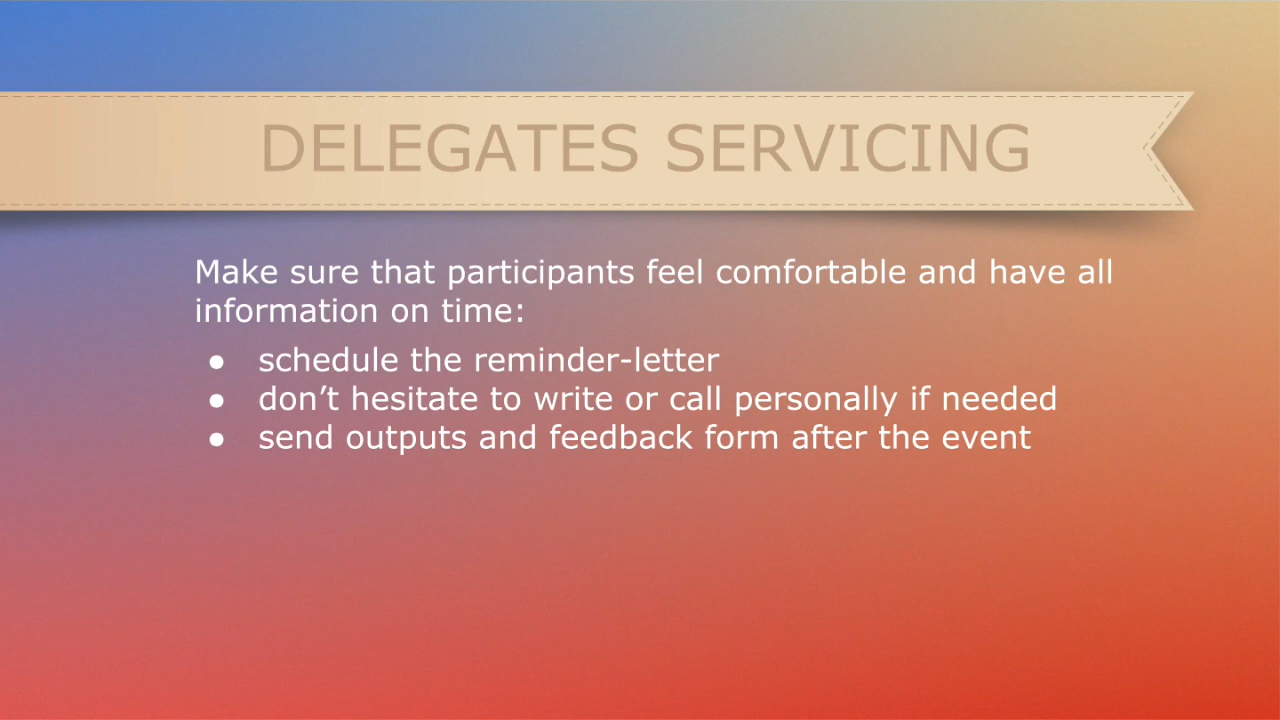 DELEGATES SERVICING
Make sure that participants feel comfortable and have all
information on time:
● schedule the reminder-letter
● don’t hesitate to write or call personally if needed
● send outputs and feedback form after the event